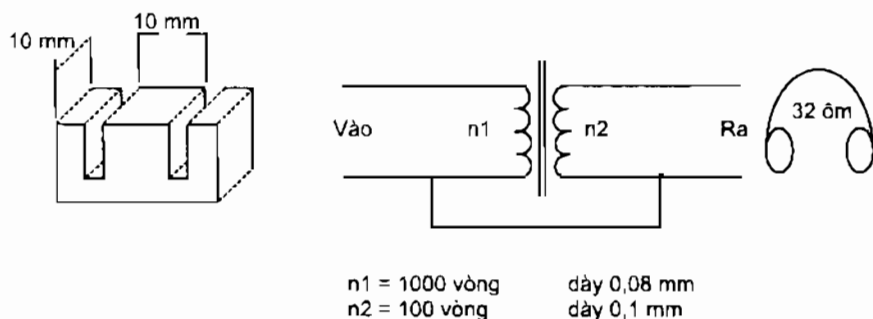 10 mm
10 mm
Vào n1 n2 Ra 32 ôm
n1 = 1000 vòng dày 0,08 mm
n2 = 100 vòng dày 0,1 mm